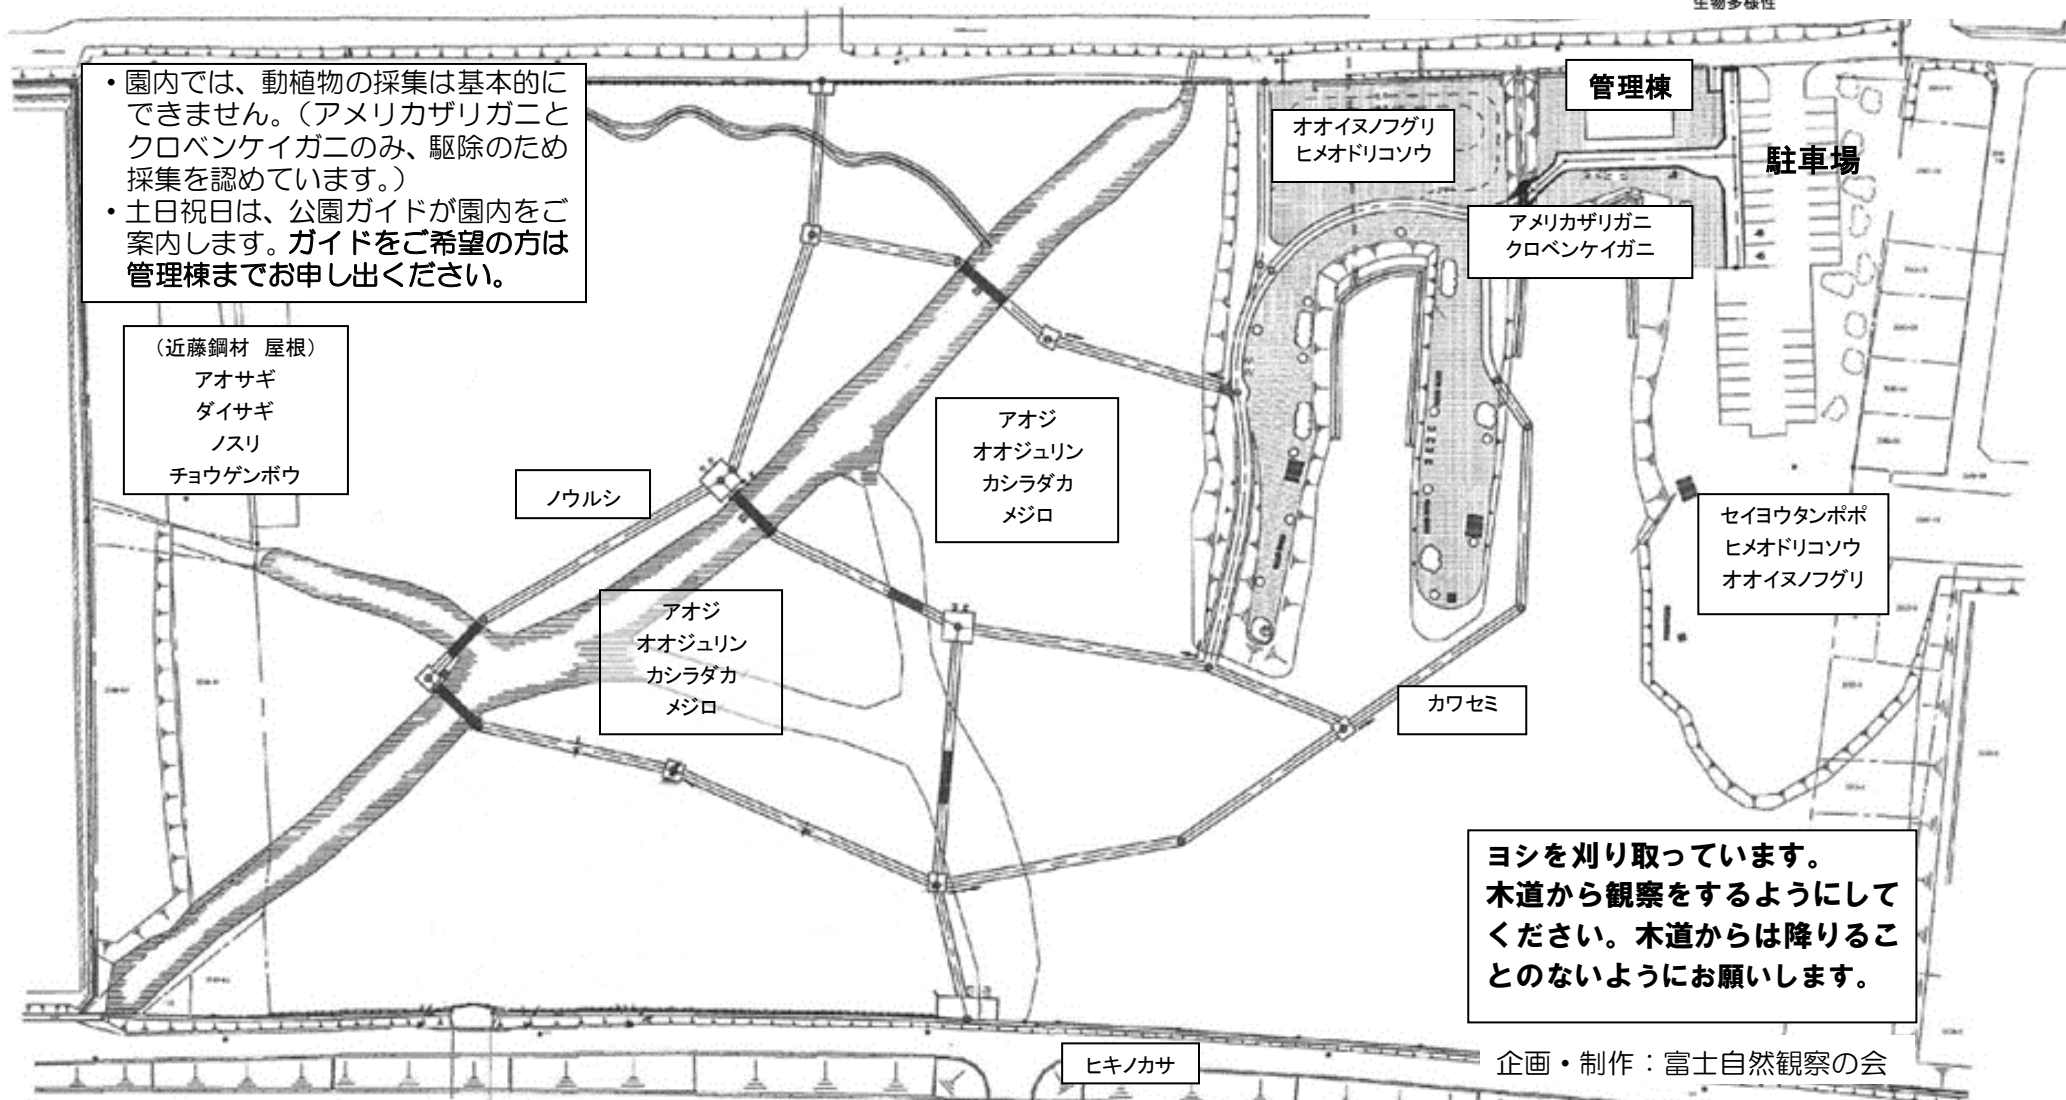 生物多様性
・園内では、動植物の採集は基本的に
できません。（アメリカザリガニと
クロベンケイガニのみ、駆除のため
採集を認めています。）
・土日祝日は、公園ガイドが園内をご
案内します。ガイドをご希望の方は
管理棟までお申し出ください。
管理棟
オオイヌノフグリ
ヒメオドリコソウ
駐車場
アメリカザリガニ
クロベンケイガニ
（近藤鋼材　屋根）
アオサギ
ダイサギ
ノスリ
チョウゲンボウ
アオジ
オオジュリン
カシラダカ
メジロ
ノウルシ
セイヨウタンポポ
ヒメオドリコソウ
オオイヌノフグリ
アオジ
オオジュリン
カシラダカ
メジロ
カワセミ
ヨシを刈り取っています。
木道から観察をするようにして
ください。木道からは降りるこ
とのないようにお願いします。
ヒキノカサ
企画・制作：富士自然観察の会